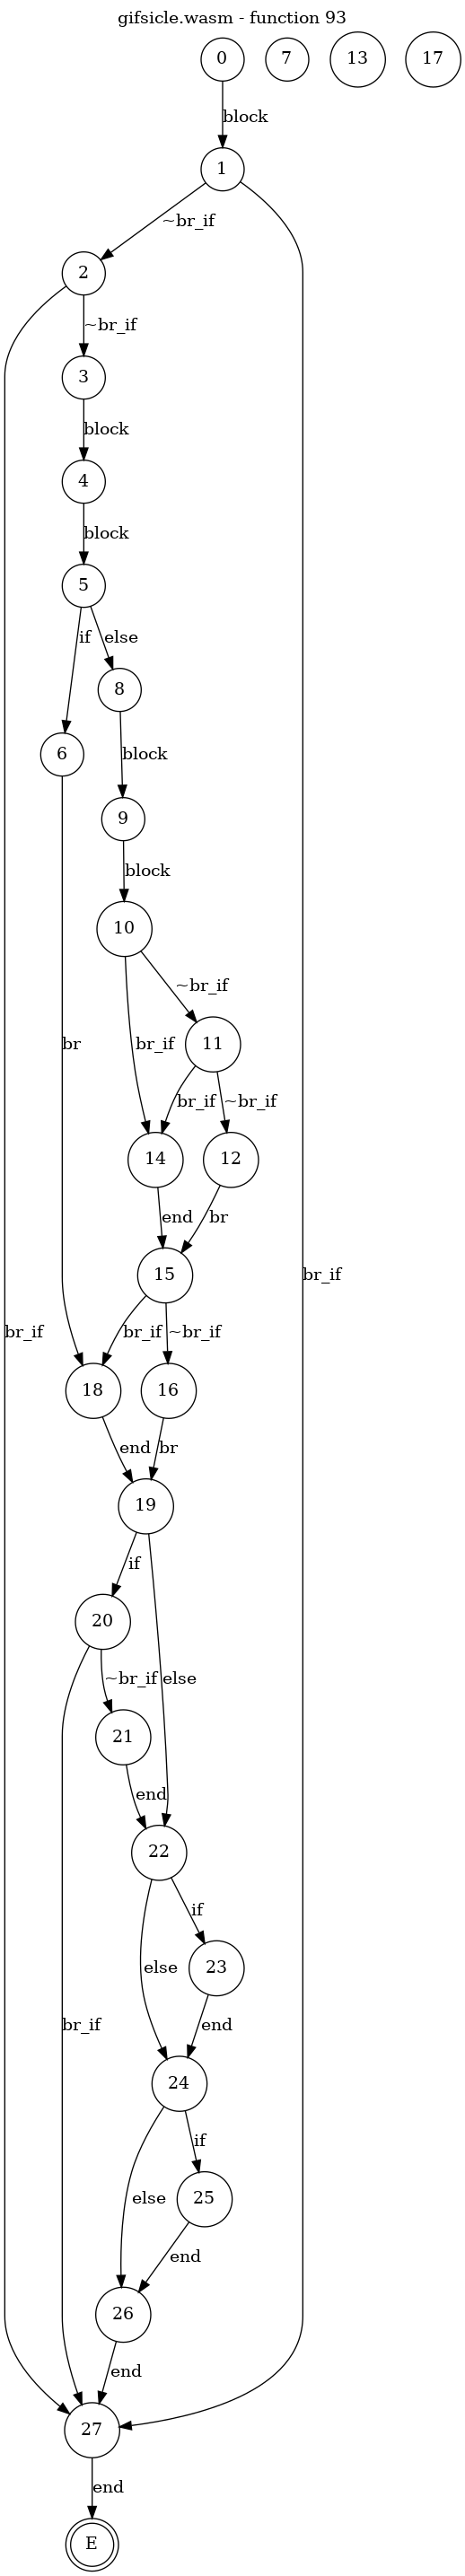 gifsicle.wasm - function 93
0
7
13
17
block
1
~br_if
2
~br_if
3
block
4
block
5
if
else
8
6
block
9
block
10
~br_if
br
br_if
11
br_if
~br_if
14
12
end
br
15
br_if
br_if
br_if
~br_if
18
16
end
br
19
if
20
~br_if
else
21
end
22
if
else
23
br_if
end
24
if
else
25
end
26
end
27
end
E